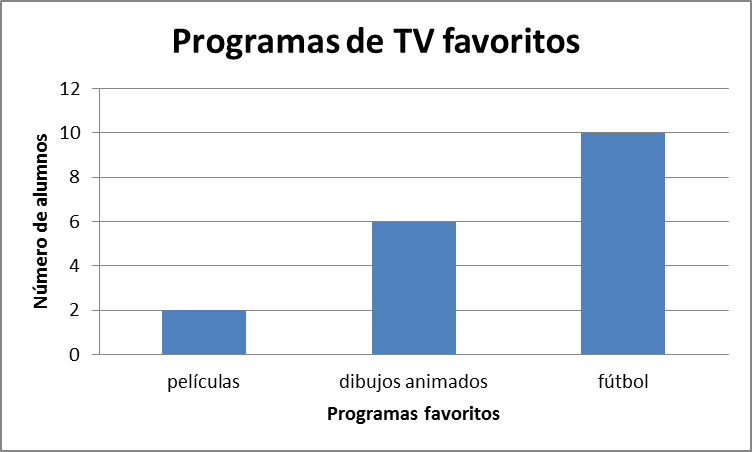 Programas de TV favoritos
Número de alumnos
12
10
8
6
4
2
0
películas
dibujos animados
fútbol
Programas favoritos